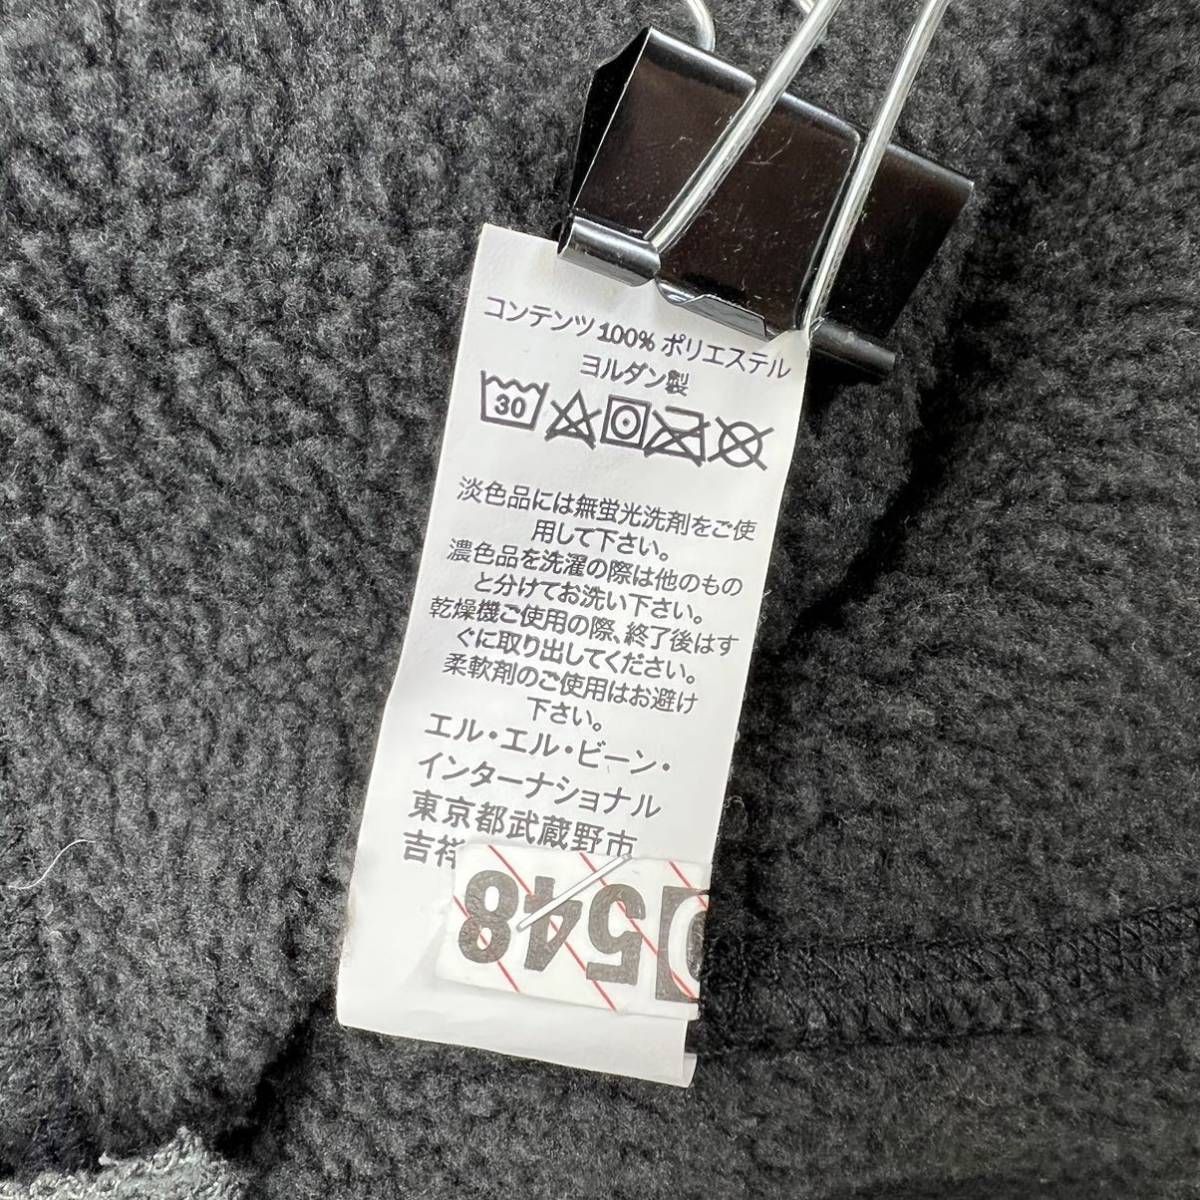 コンテンツ 100% ポリエステル
ヨルダン製
30
淡色品には無蛍光洗剤をご使
用して下さい。
濃色品を洗濯の際は他のもの
と分けてお洗い下さい。
乾燥機ご使用の際、終了後はす
ぐに取り出してください。
柔軟剤のご使用はお避け
下さい。
エル・エル・ビーン・
インターナショナル
東京都武蔵野市
吉祥
548